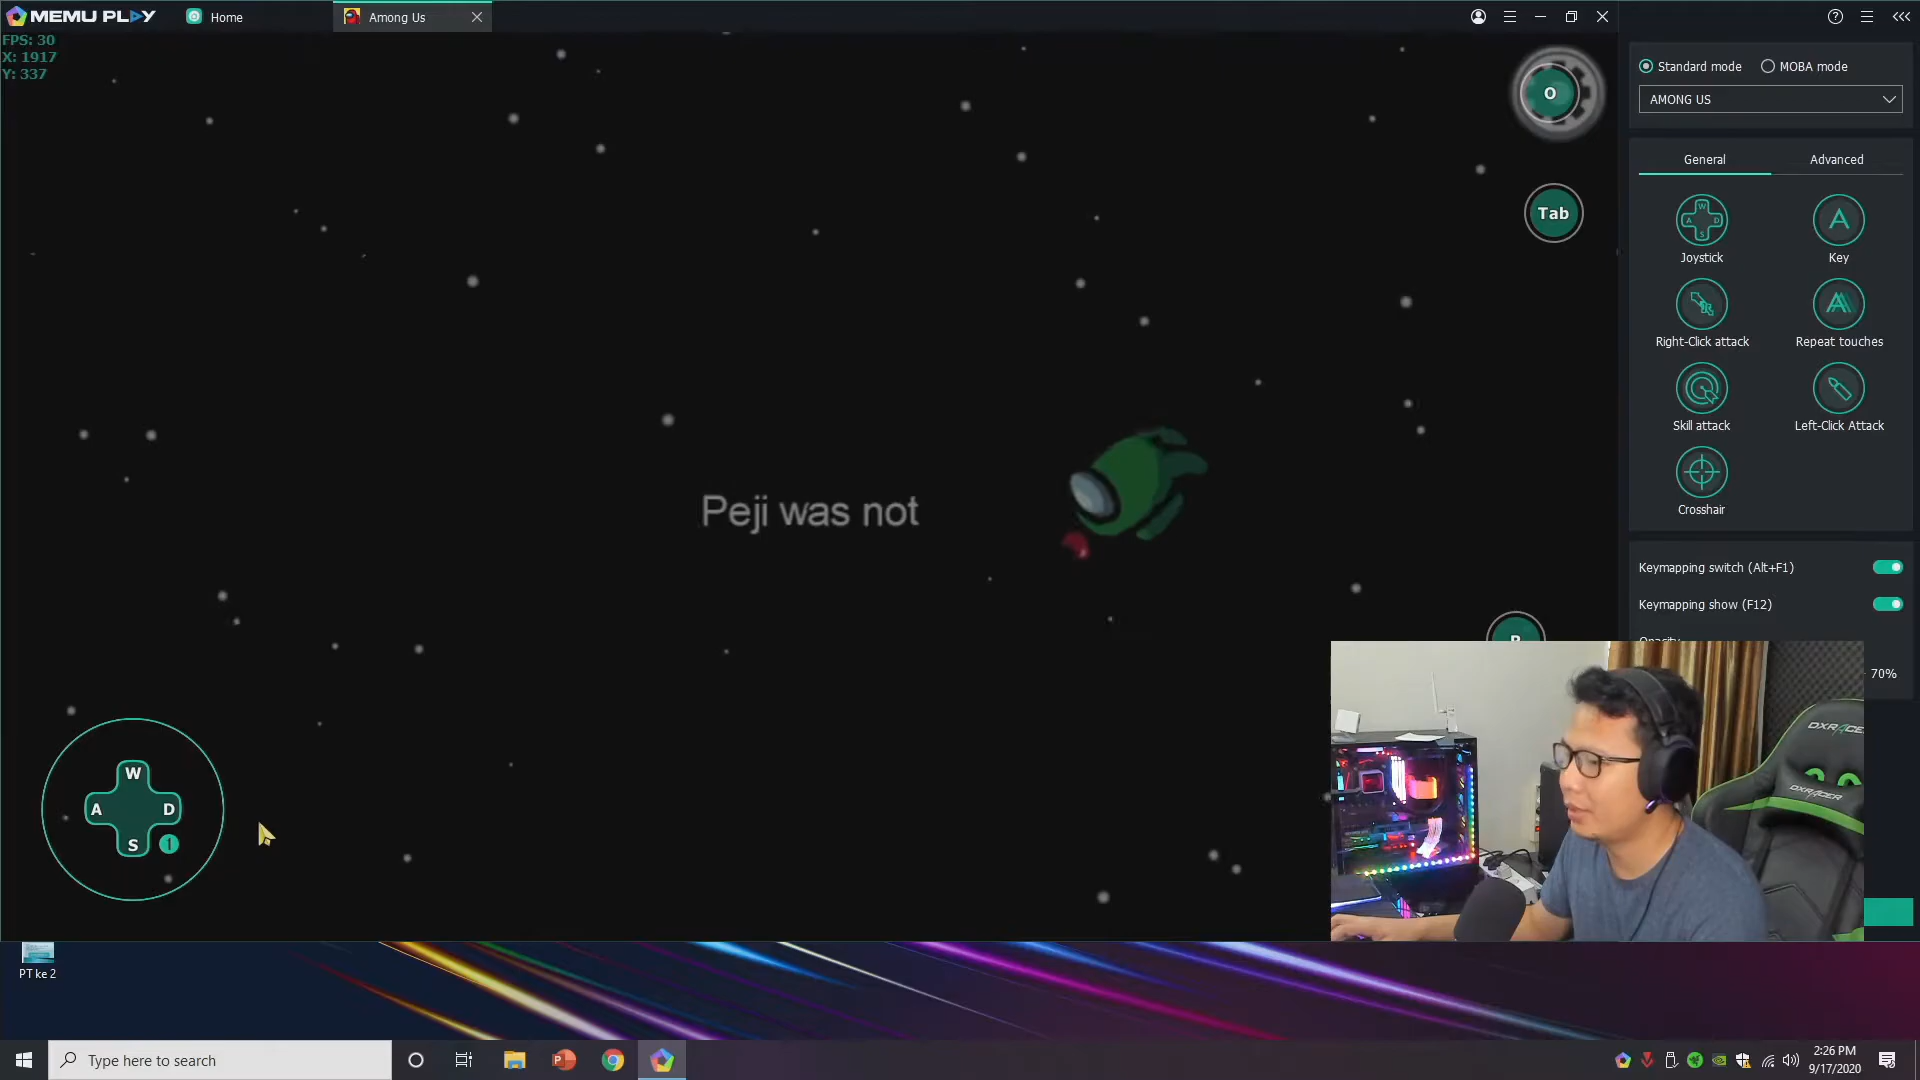 MEMU PLAY
Home
Among Us
FPS: 30
X: 1917
Y: 337
O
Tab
Peji was not
W
A
D
S
1
Standard mode
MOBA mode
AMONG US
General
Advanced
W
A
D
S
Joystick
A
Key
Right-Click attack
Repeat touches
Skill attack
Left-Click Attack
Crosshair
Keymapping switch (Alt+F1)
Keymapping show (F12)
70%
DXRACER
PT ke 2
Type here to search
2:26 PM
9/17/2020